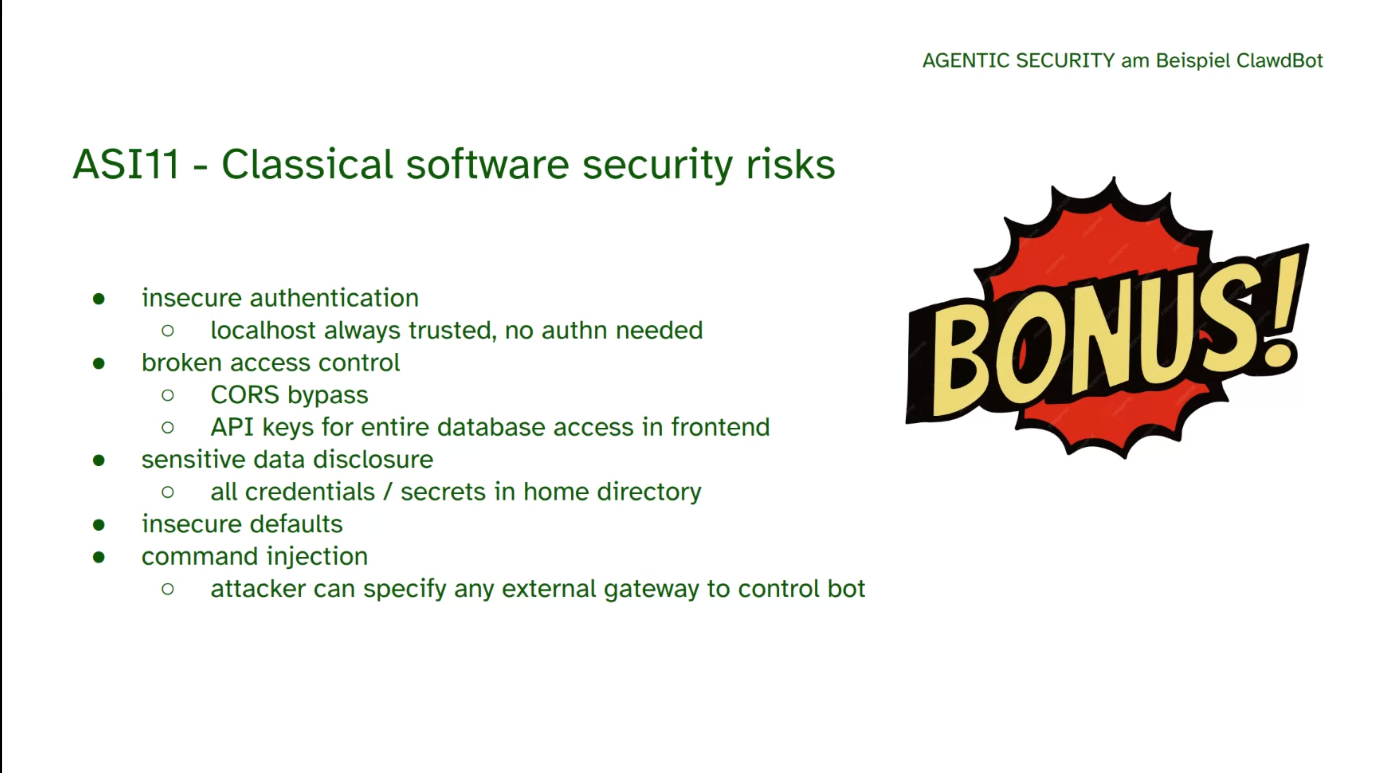 AGENTIC SECURITY am Beispiel ClawdBot
ASI11 - Classical software security risks
BONUS!
● insecure authentication
○ localhost always trusted, no authn needed
● broken access control
○ CORS bypass
○ API keys for entire database access in frontend
● sensitive data disclosure
○ all credentials / secrets in home directory
● insecure defaults
● command injection
○ attacker can specify any external gateway to control bot